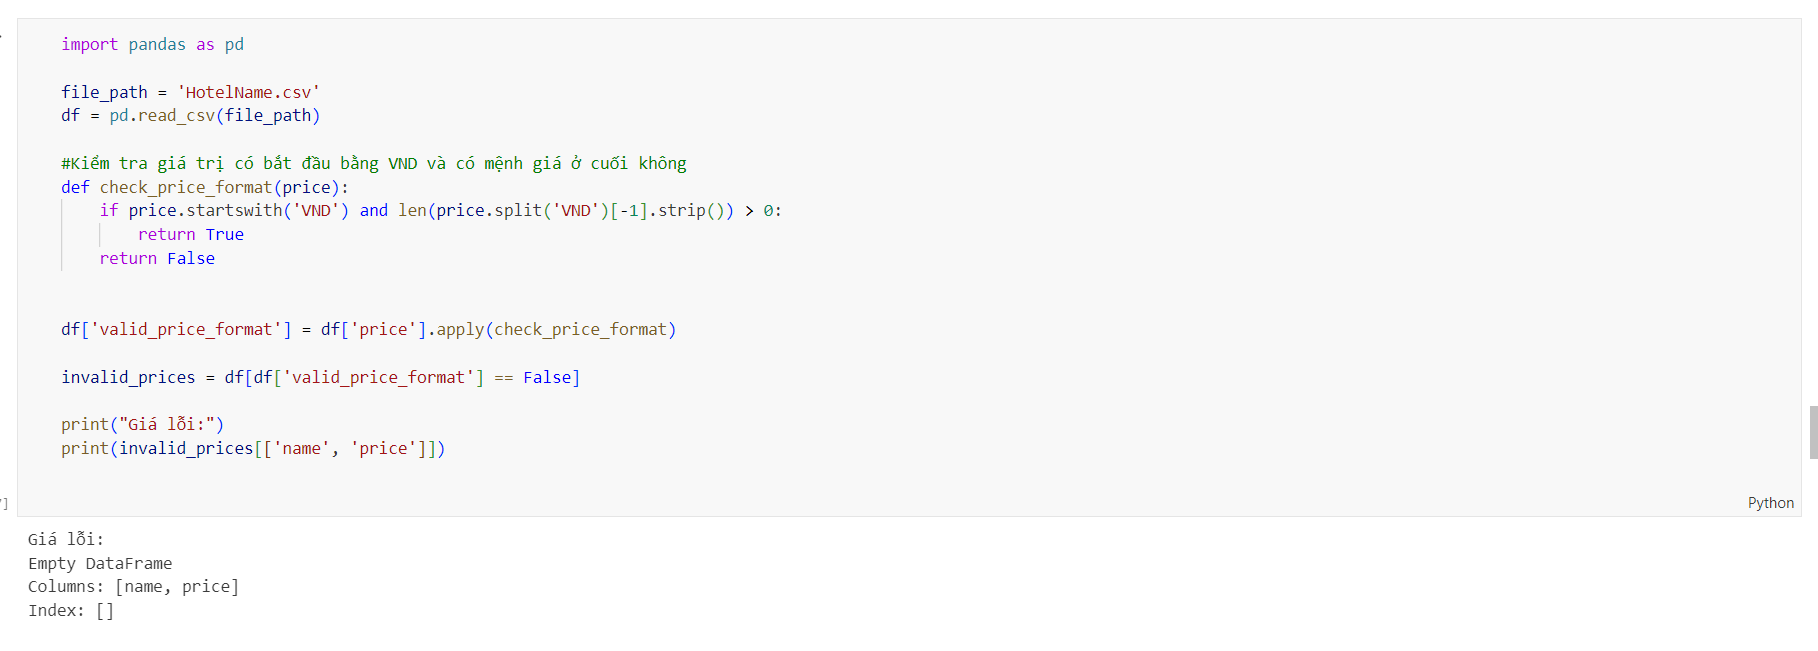 import pandas as pd
file_path = 'HotelName.csv'
df = pd.read_csv(file_path)
#Kiểm tra giá trị có bắt đầu bằng VND và có mệnh giá ở cuối không
def check_price_format(price):
    if price.startswith('VND') and len(price.split('VND')[-1].strip()) > 0:
        return True
    return False
df['valid_price_format'] = df['price'].apply(check_price_format)
invalid_prices = df[df['valid_price_format'] == False]
print("Giá lỗi:")
print(invalid_prices[['name', 'price']])
]
Python
Giá lỗi:
Empty DataFrame
Columns: [name, price]
Index: []